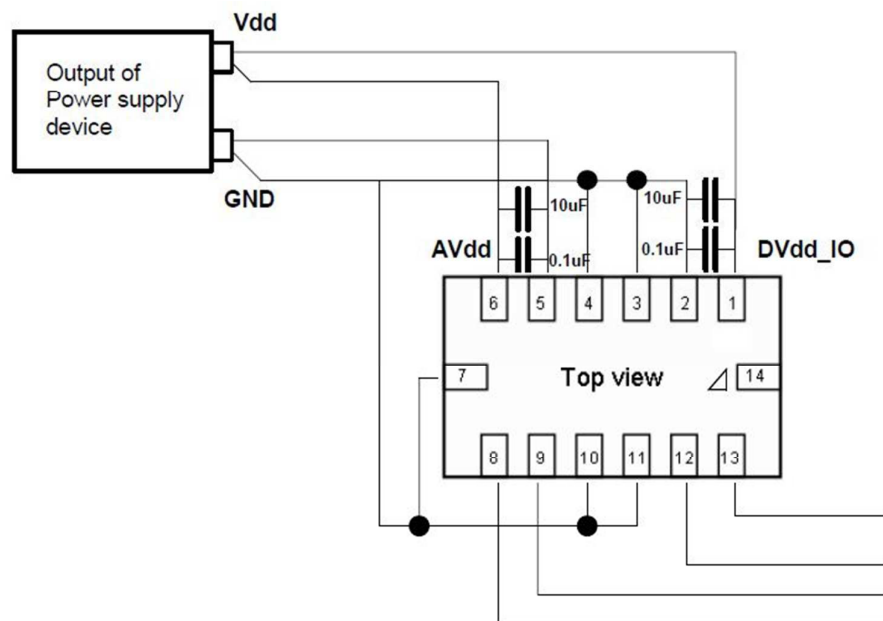 Vdd
Output of
Power supply
device
GND
10uF
10uF
AVdd
0.1uF
0.1uF
DVdd_IO
6
5
4
3
2
1
7
Top view
14
8
9
10
11
12
13